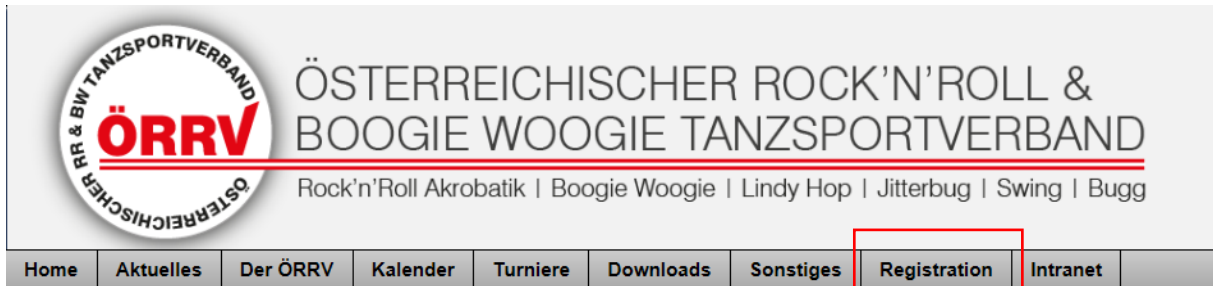 ÖSTERREICHISCHER RR & BW TANZSPORTVERBAND
ÖRRV
ÖSTERREICHISCHER ROCK'N'ROLL &
BOOGIE WOOGIE TANZSPORTVERBAND
Rock'n'Roll Akrobatik | Boogie Woogie | Lindy Hop | Jitterbug | Swing | Bugg
Home Aktuelles Der ÖRRV Kalender Turniere Downloads Sonstiges Registration Intranet